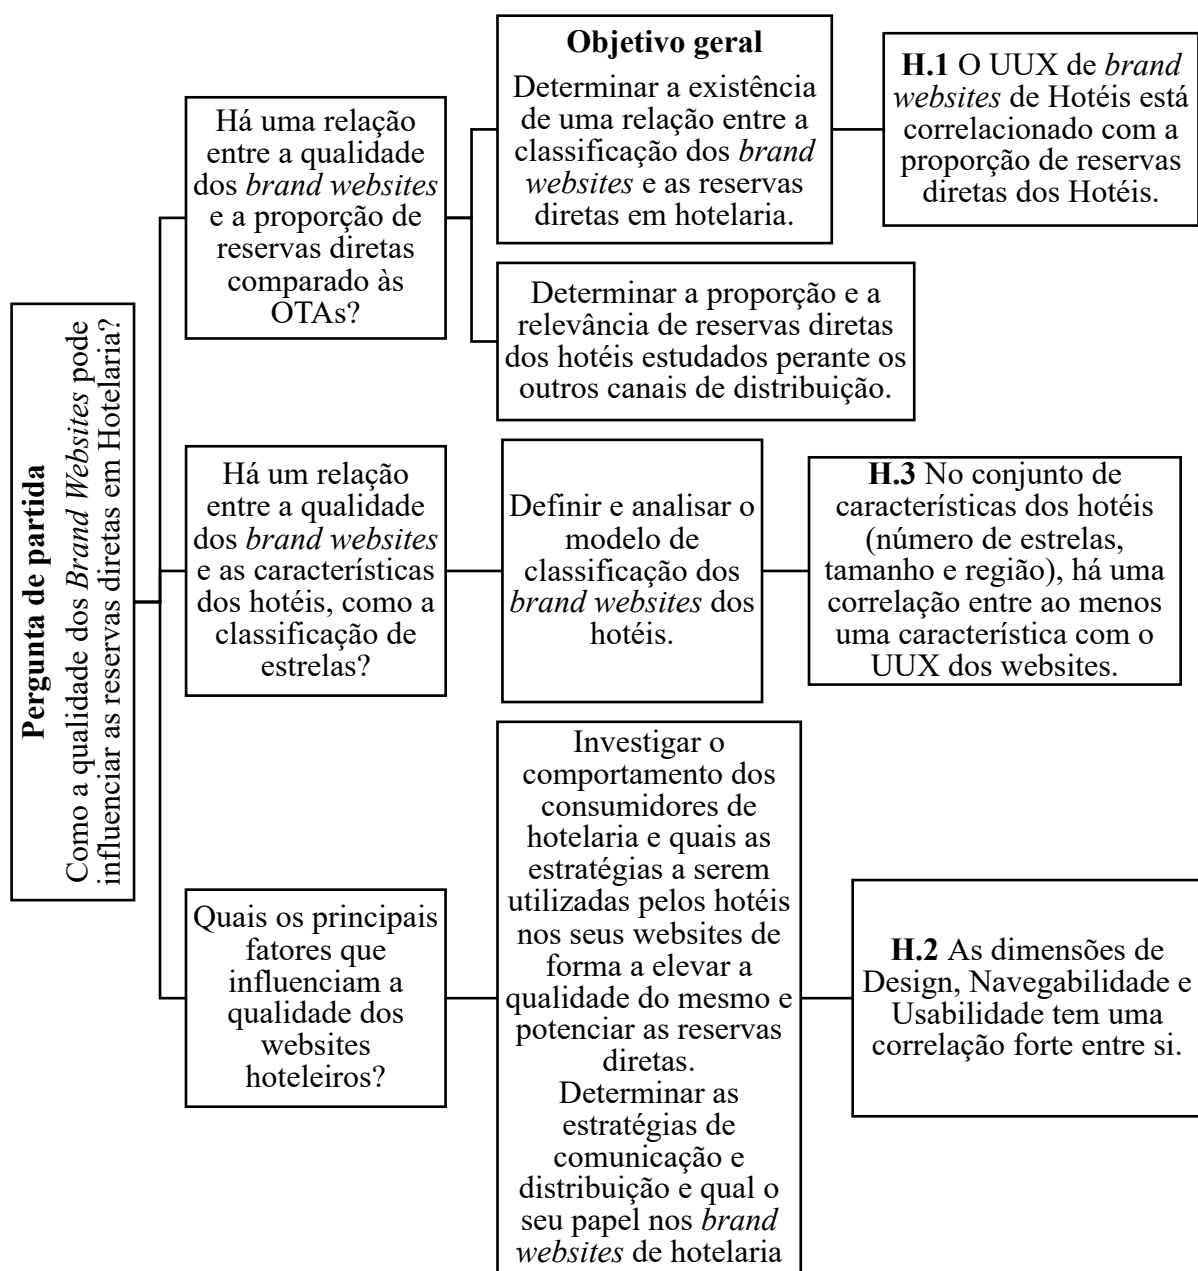 Pergunta de partida
Como a qualidade dos Brand Websites pode
influenciar as reservas diretas em Hotelaria?
Há uma relação
entre a qualidade
dos brand websites
e a proporção de
reservas diretas
comparado às
OTAs?
Objetivo geral
Determinar a existência
de uma relação entre a
classificação dos brand
websites e as reservas
diretas em hotelaria.
H.1 O UUX de brand
websites de Hotéis está
correlacionado com a
proporção de reservas
diretas dos Hotéis.
Determinar a proporção e a
relevância de reservas diretas
dos hotéis estudados perante os
outros canais de distribuição.
Há um relação
entre a qualidade
dos brand websites
e as características
dos hotéis, como a
classificação de
estrelas?
Definir e analisar o
modelo de
classificação dos
brand websites dos
hotéis.
H.3 No conjunto de
características dos hotéis
(número de estrelas,
tamanho e região), há uma
correlação entre ao menos
uma característica com o
UUX dos websites.
Quais os principais
fatores que
influenciam a
qualidade dos
websites
hoteleiros?
Investigar o
comportamento dos
consumidores de
hotelaria e quais as
estratégias a serem
utilizadas pelos hotéis
nos seus websites de
forma a elevar a
qualidade do mesmo e
potenciar as reservas
diretas.
Determinar as
estratégias de
comunicação e
distribuição e qual o
seu papel nos brand
websites de hotelaria
H.2 As dimensões de
Design, Navegabilidade e
Usabilidade tem uma
correlação forte entre si.